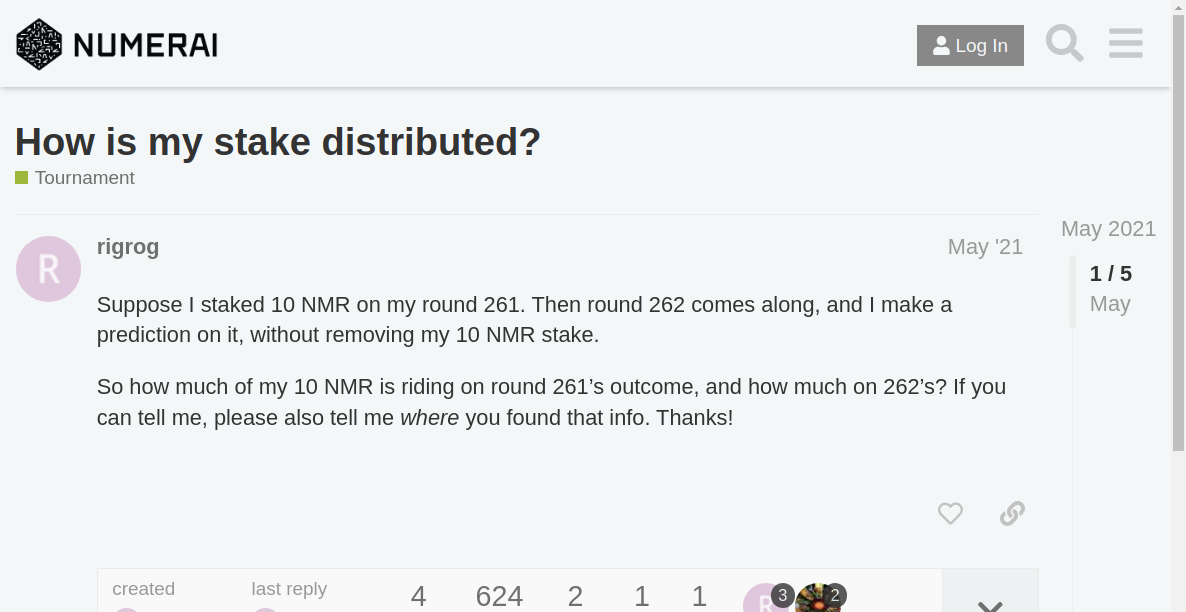 NUMERAI
Log In
How is my stake distributed?
Tournament
May 2021
R
rigrog
May '21
1 / 5
May
Suppose I staked 10 NMR on my round 261. Then round 262 comes along, and I make a
prediction on it, without removing my 10 NMR stake.
So how much of my 10 NMR is riding on round 261’s outcome, and how much on 262’s? If you
can tell me, please also tell me where you found that info. Thanks!
created
last reply
4
624
2
1
1
R
3
2